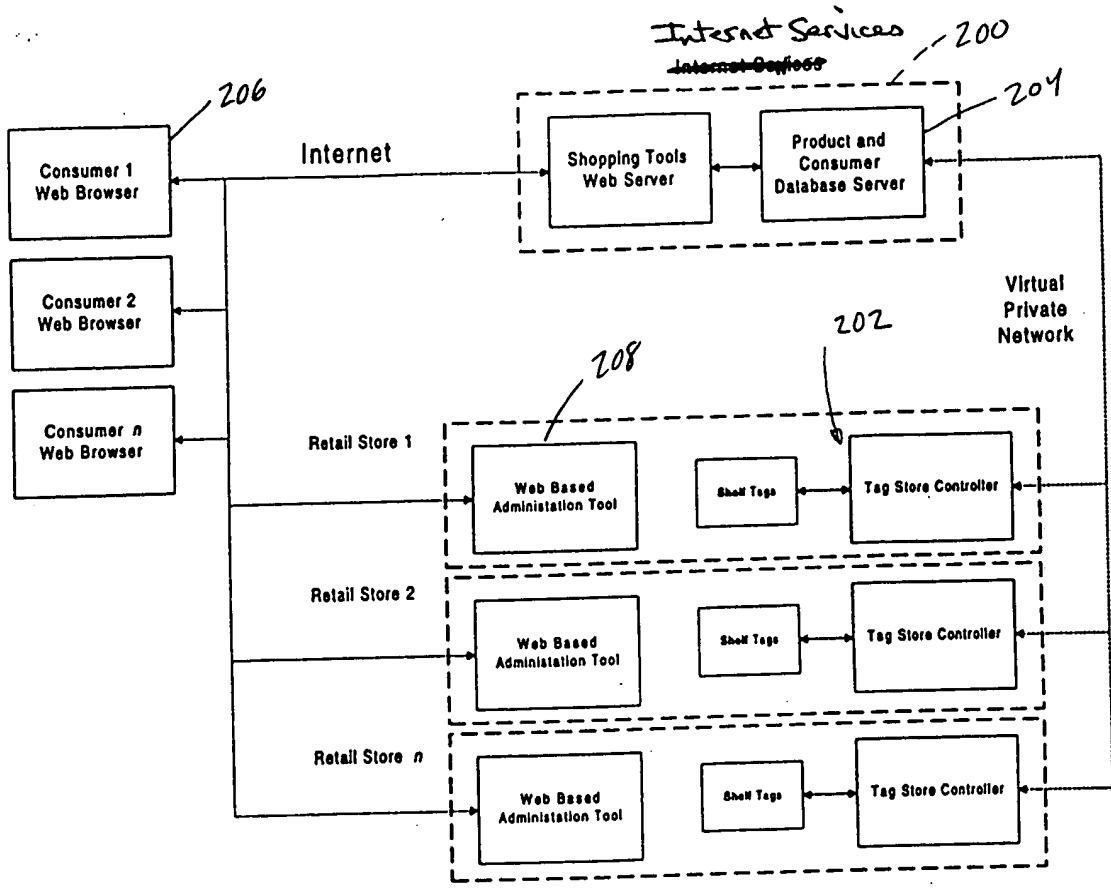 Internet Services
Internet Services
200
206
204
Internet
Consumer 1
Web Browser
Shopping Tools
Web Server
Product and
Consumer
Database Server
Consumer 2
Web Browser
Virtual
Private
Network
Consumer n
Web Browser
208
202
Retail Store 1
Web Based
Administation Tool
Shelf Tags
Tag Store Controller
Retail Store 2
Web Based
Administation Tool
Shelf Tags
Tag Store Controller
Retail Store n
Web Based
Administation Tool
Shelf Tags
Tag Store Controller